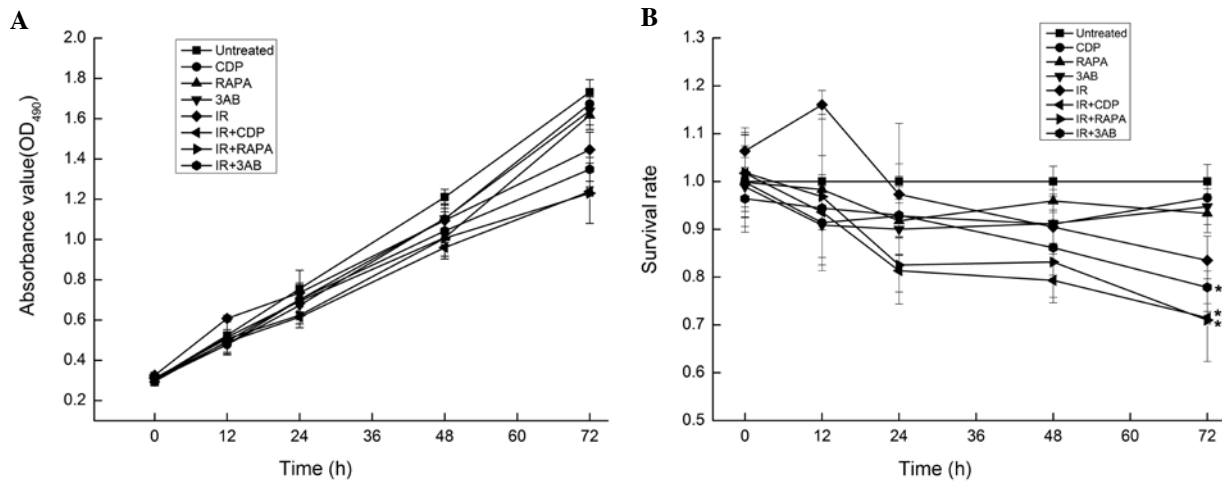 A
Absorbance value(OD490)
2.0
1.8
1.6
1.4
1.2
1.0
0.8
0.6
0.4
0.2
Untreated
CDP
RAPA
3AB
IR
IR+CDP
IR+RAPA
IR+3AB
0 12 24 36 48 60 72
Time (h)
B
Survival rate
1.3
1.2
1.1
1.0
0.9
0.8
0.7
0.6
0.5
Untreated
CDP
RAPA
3AB
IR
IR+CDP
IR+RAPA
IR+3AB
*
*
*
0 12 24 36 48 60 72
Time (h)